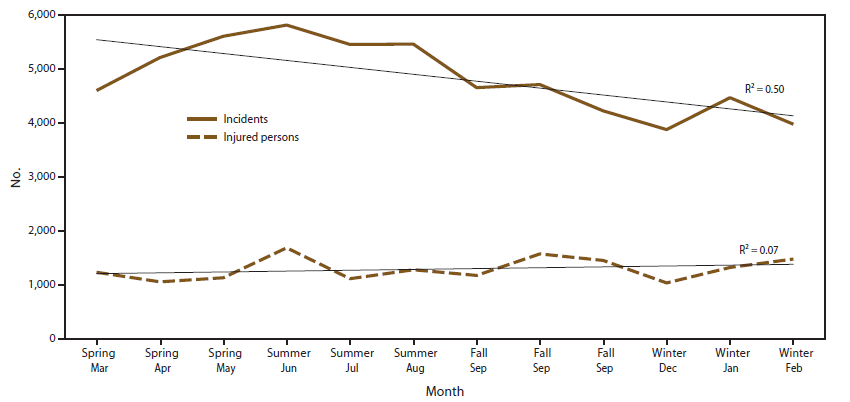 6,000
5,000
4,000
3,000
2,000
1,000
0
No.
R² = 0.50
Incidents
Injured persons
R² = 0.07
Spring Spring Spring Summer Summer Summer Fall Fall Fall Winter Winter Winter
Mar Apr May Jun Jul Aug Sep Sep Sep Dec Jan Feb
Month